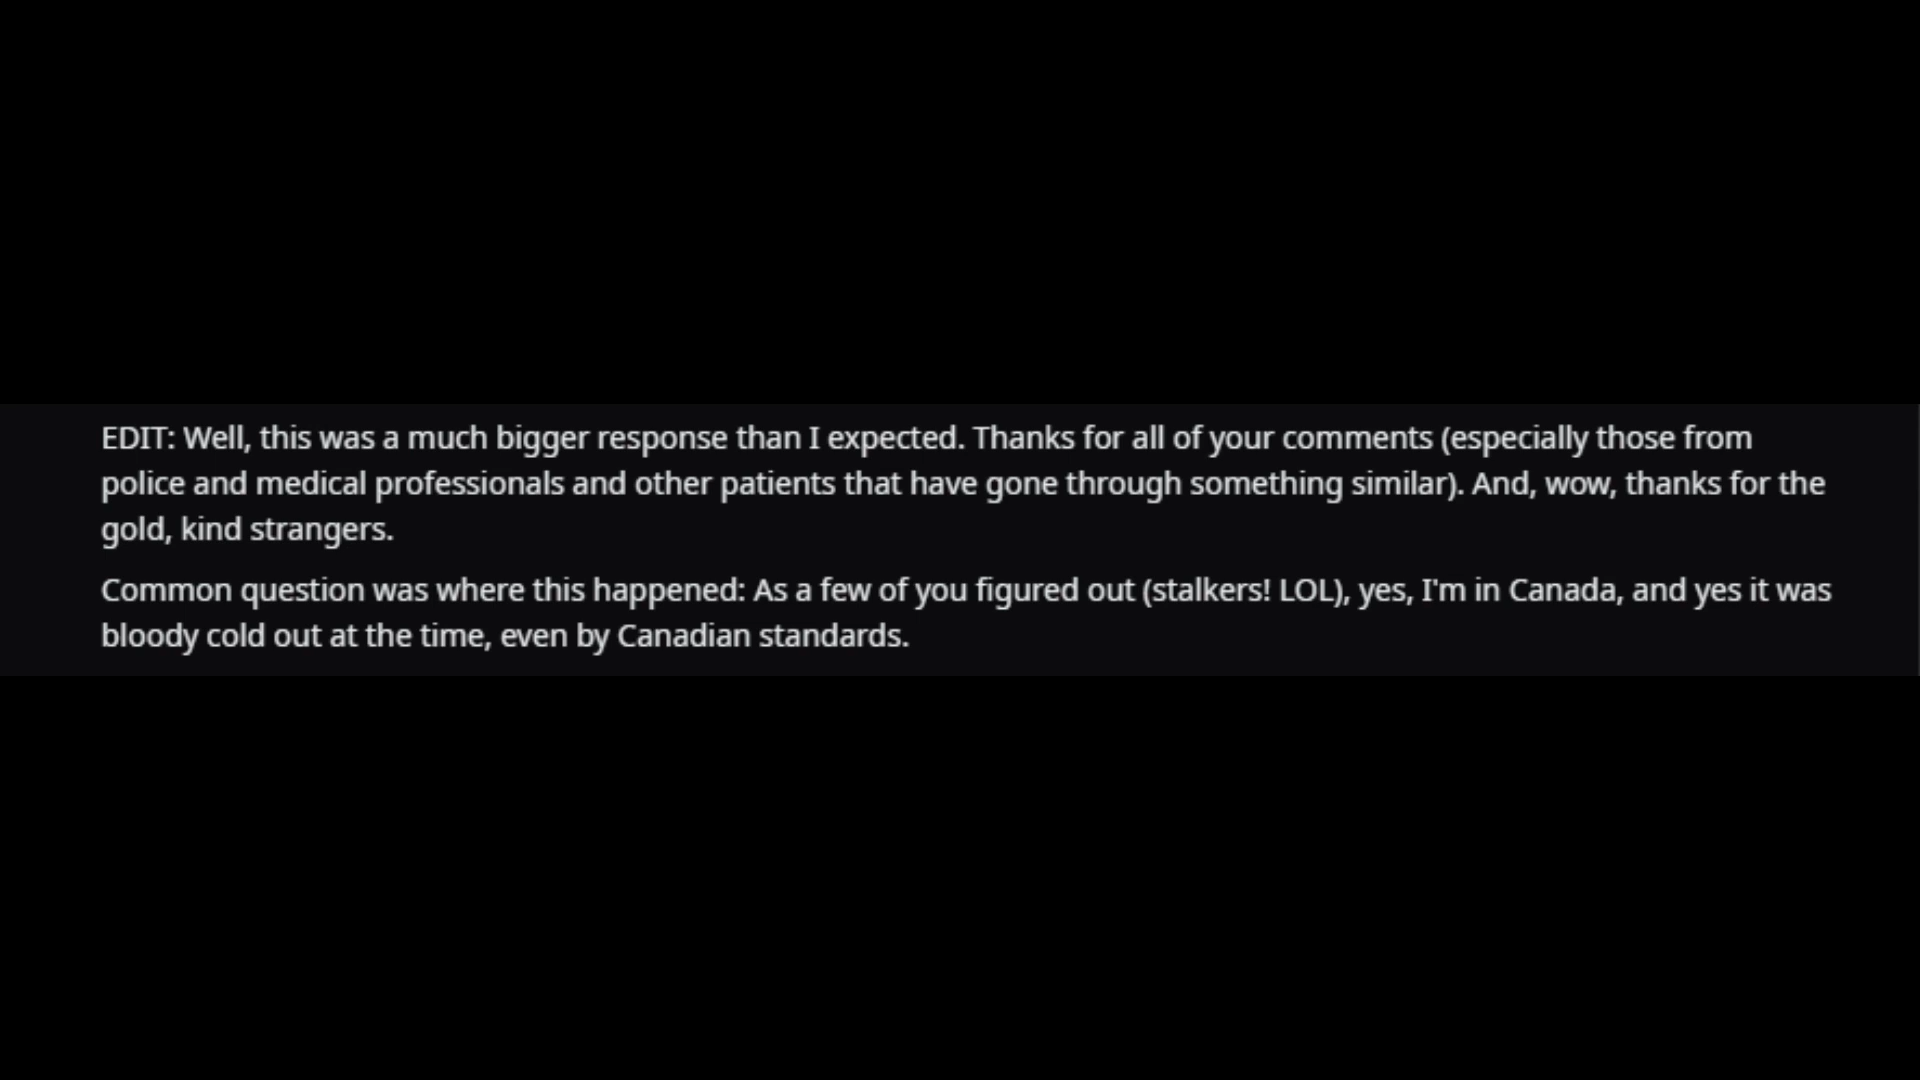 EDIT: Well, this was a much bigger response than I expected. Thanks for all of your comments (especially those from
police and medical professionals and other patients that have gone through something similar). And, wow, thanks for the
gold, kind strangers.
Common question was where this happened: As a few of you figured out (stalkers! LOL), yes, I'm in Canada, and yes it was
bloody cold out at the time, even by Canadian standards.